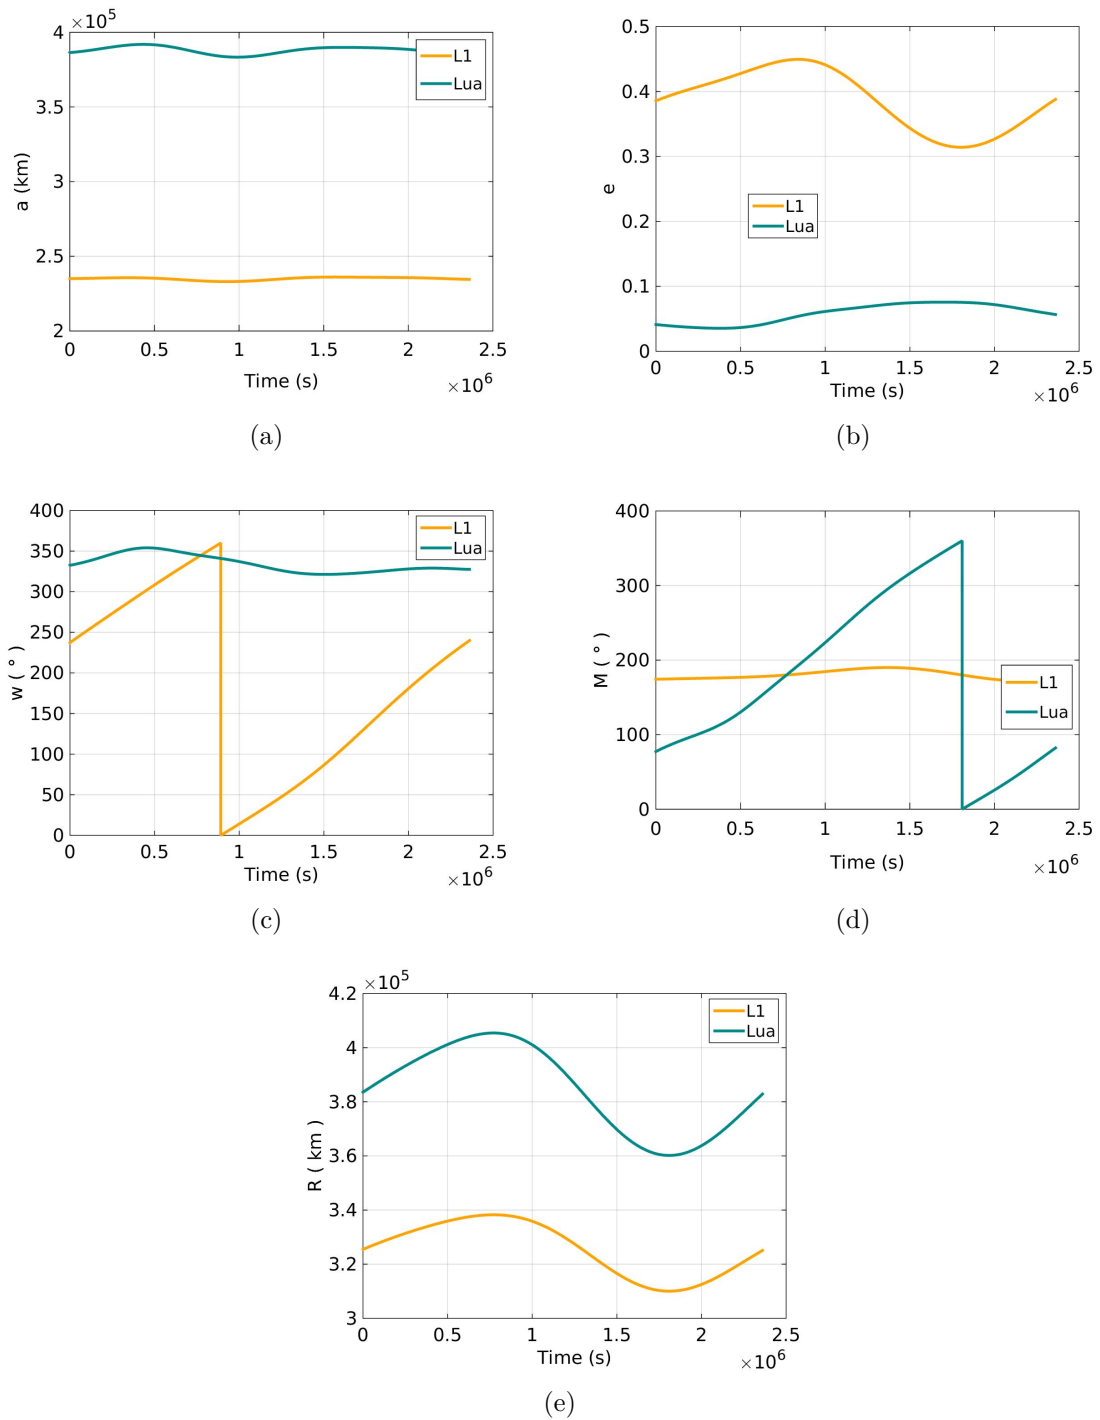 ×10^5
4
3.5
3
2.5
2
a (km)
0 0.5 1 1.5 2 2.5
Time (s)
×10^6
L1
Lua
(a)
0.5
0.4
0.3
0.2
0.1
0
e
0 0.5 1 1.5 2 2.5
Time (s)
×10^6
L1
Lua
(b)
400
350
300
250
200
150
100
50
0
w ( ° )
0 0.5 1 1.5 2 2.5
Time (s)
×10^6
L1
Lua
(c)
400
300
200
100
0
M ( ° )
0 0.5 1 1.5 2 2.5
Time (s)
×10^6
L1
Lua
(d)
×10^5
4.2
4
3.8
3.6
3.4
3.2
3
R ( km )
0 0.5 1 1.5 2 2.5
Time (s)
×10^6
L1
Lua
(e)